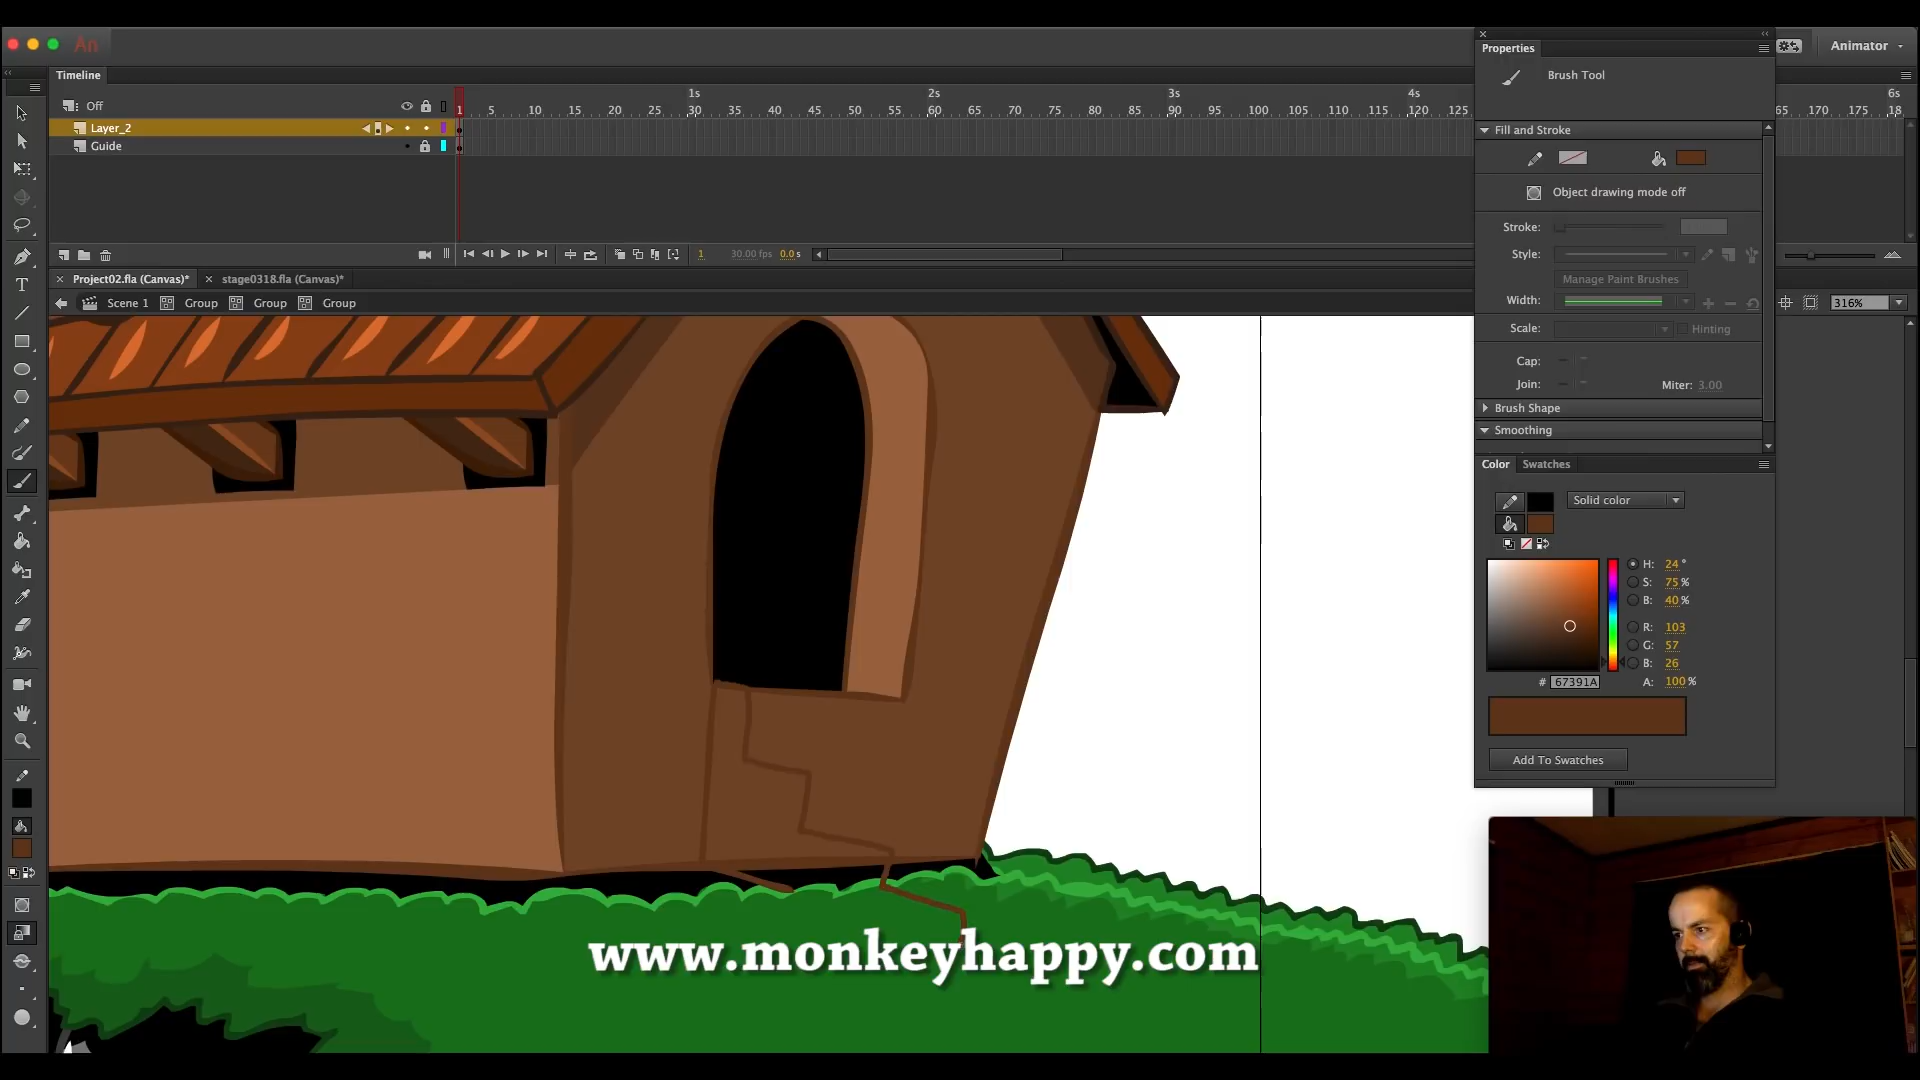 An
Properties
Animator
Timeline
Brush Tool
Off
1s 2s 3s 4s 6s
1 5 10 15 20 25 30 35 40 45 50 55 60 65 70 75 80 85 90 95 100 105 110 115 120 125 65 170 175 18
Layer_2
Guide
Fill and Stroke
Object drawing mode off
Stroke:
Style:
Manage Paint Brushes
Width:
Scale:
Hinting
Cap:
Join:
Miter: 3.00
Brush Shape
Smoothing
1 30.00 fps 0.0 s
Project02.fla (Canvas)*
stage0318.fla (Canvas)*
Scene 1 Group Group Group
316%
Color Swatches
Solid color
H: 24 °
S: 75 %
B: 40 %
R: 103
G: 57
B: 26
# 67391A
A: 100 %
Add To Swatches
www.monkeyhappy.com